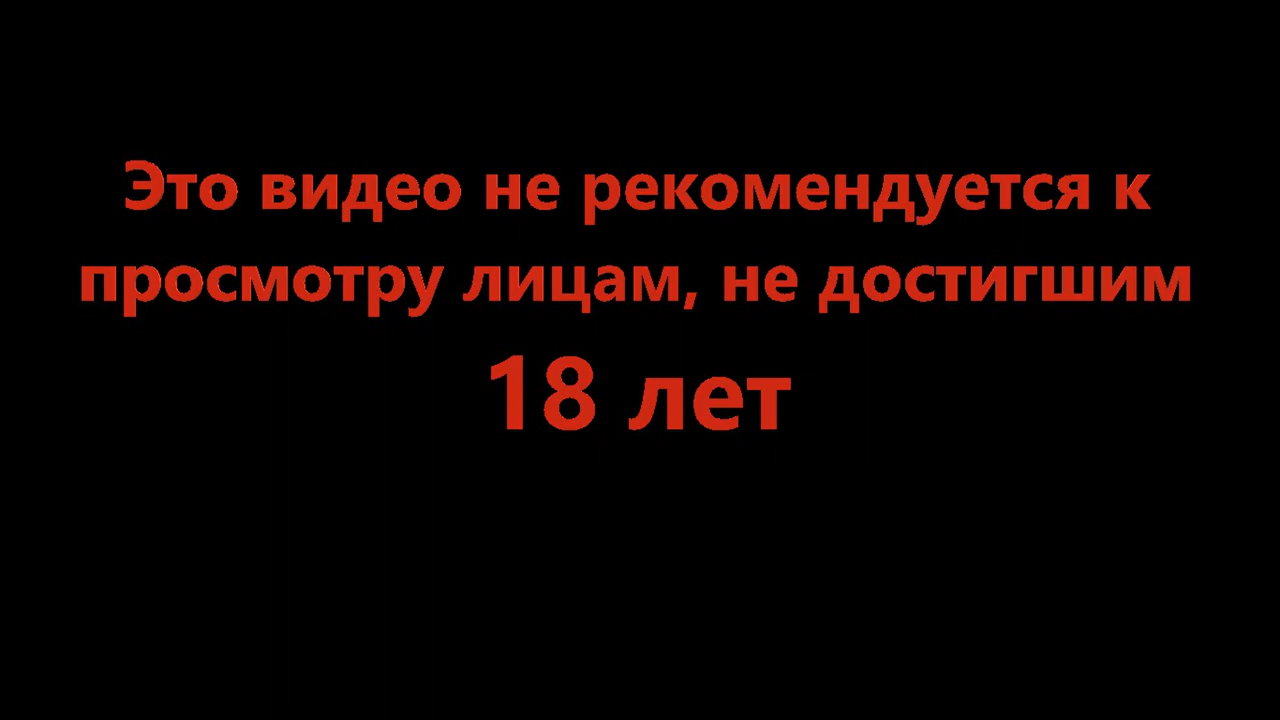 Это видео не рекомендуется к
просмотру лицам, не достигшим
18 лет